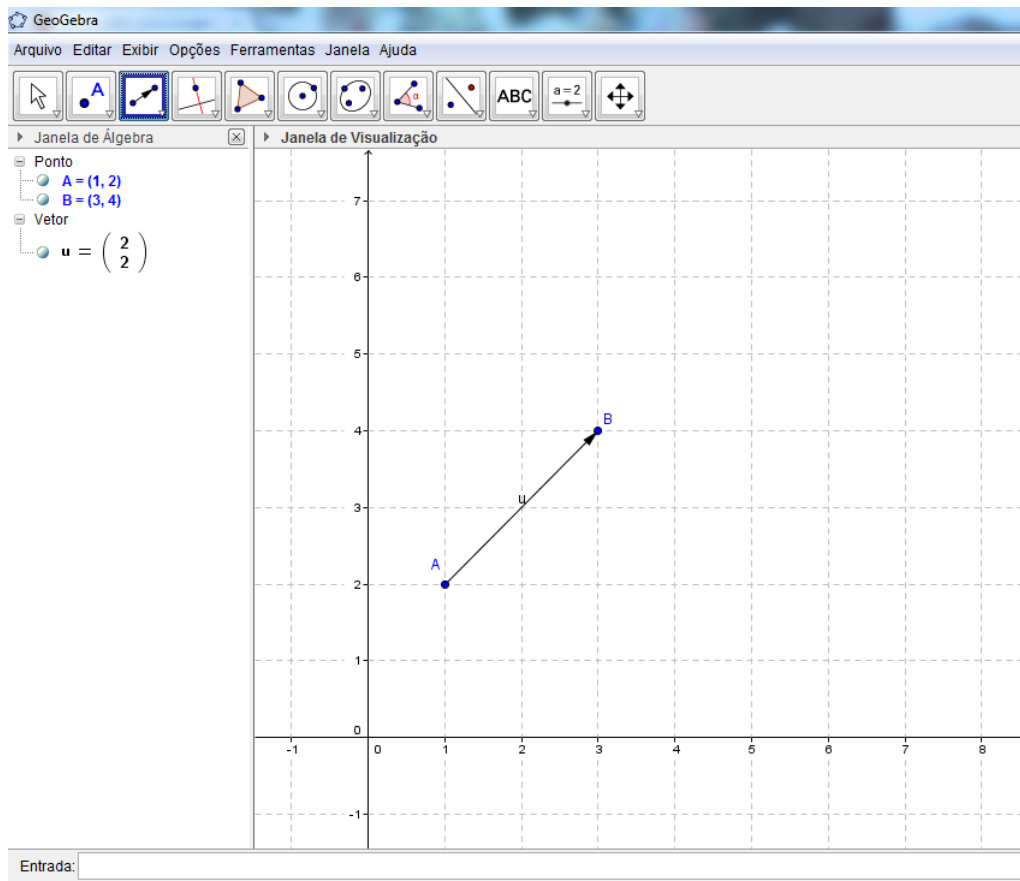 GeoGebra
Arquivo Editar Exibir Opções Ferramentas Janela Ajuda
A α ABC a = 2
Janela de Álgebra
Janela de Visualização
Ponto
A = (1, 2)
B = (3, 4)
Vetor
u = ( 2 2 )
7
6
5
4
3
2
1
0
-1
B
u
A
-1 0 1 2 3 4 5 6 7 8
Entrada: